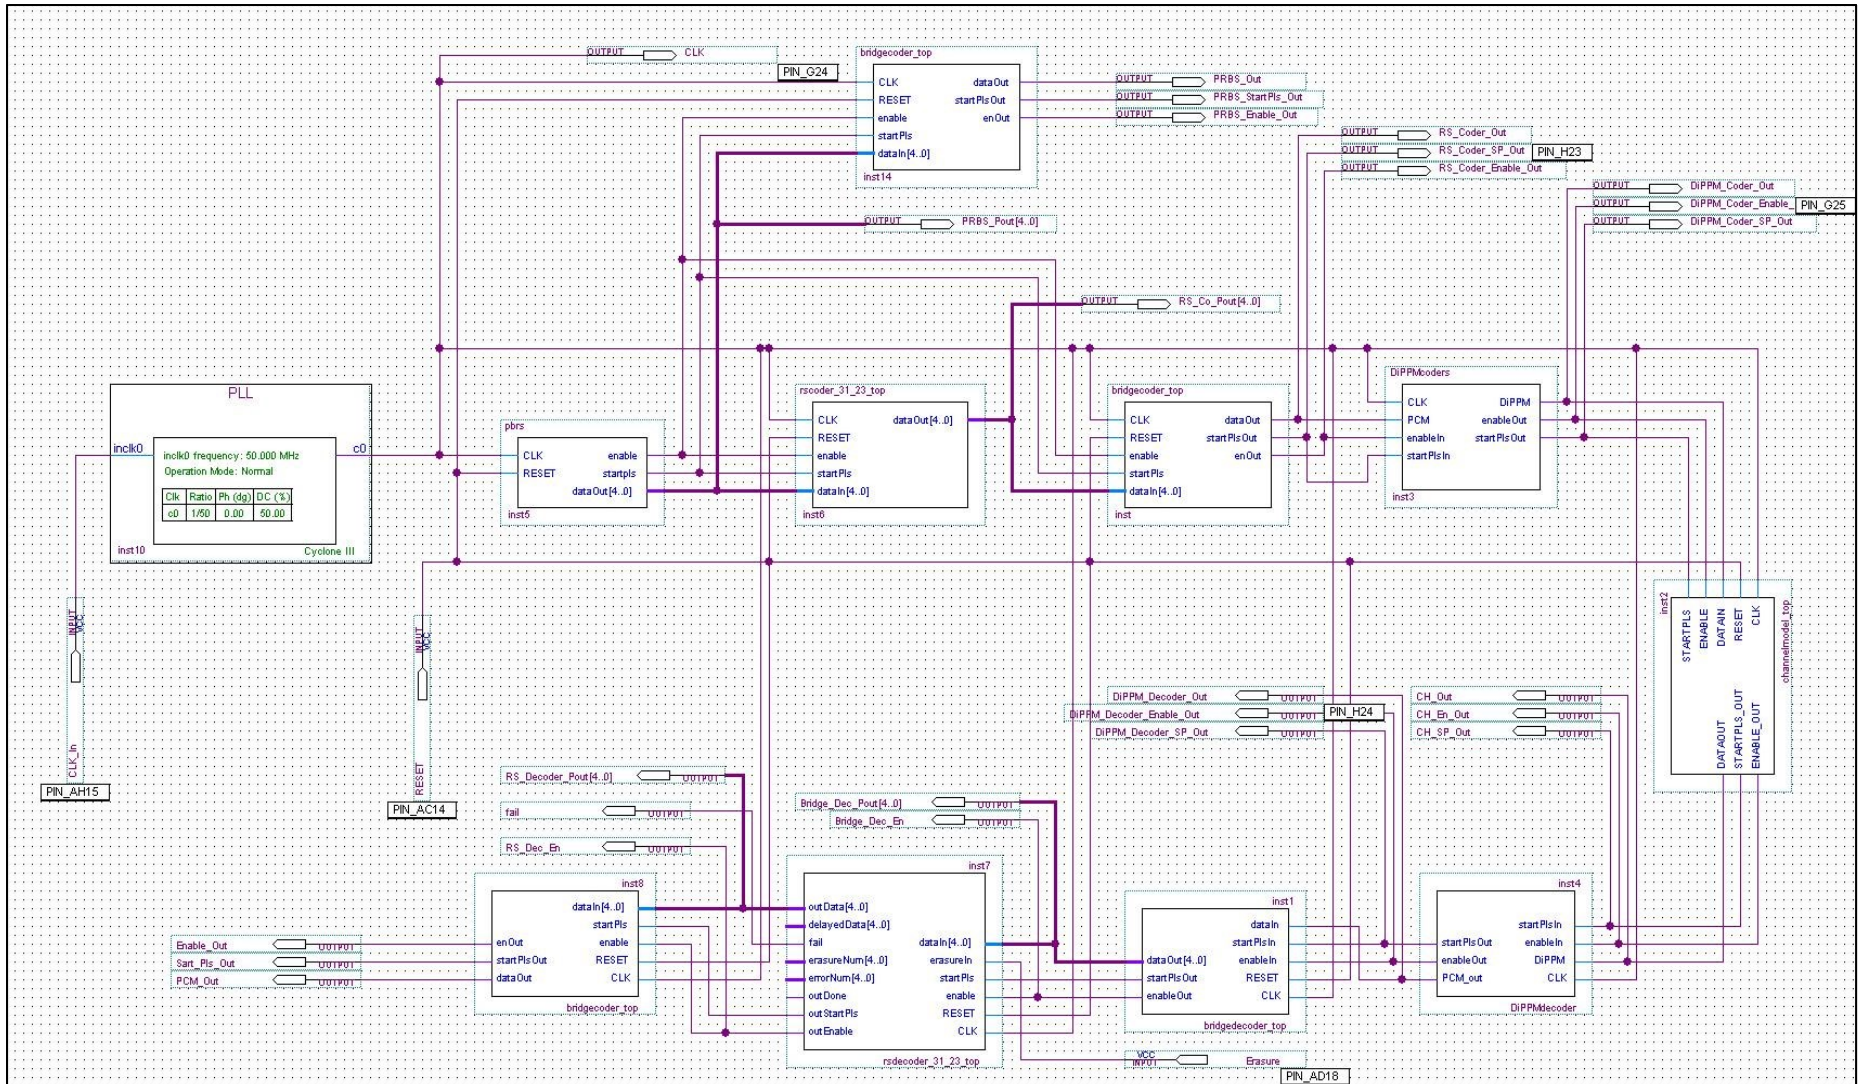 OUTPUT CLK
PIN_G24
bridgecoder_top
CLK dataOut
RESET startPlsOut
enable enOut
startPls
dataIn[4..0]
inst14
OUTPUT PRBS_Out
OUTPUT PRBS_StartPls_Out
OUTPUT PRBS_Enable_Out
OUTPUT RS_Coder_Out
OUTPUT RS_Coder_SP_Out PIN_H23
OUTPUT RS_Coder_Enable_Out
OUTPUT DiPPM_Coder_Out
OUTPUT DiPPM_Coder_Enable_ PIN_G25
OUTPUT DiPPM_Coder_SP_Out
OUTPUT PRBS_Pout[4..0]
OUTPUT RS_Co_Pout[4..0]
PLL
inclk0 c0
inclk0 frequency: 50.000 MHz
Operation Mode: Normal
Clk Ratio Ph (dg) DC (%)
c0 1/50 0.00 50.00
inst10 Cyclone III
pbrs
CLK enable
RESET startpls
dataOut[4..0]
inst5
rscoder_31_23_top
CLK dataOut[4..0]
RESET
enable
startPls
dataIn[4..0]
inst6
bridgecoder_top
CLK dataOut
RESET startPlsOut
enable enOut
startPls
dataIn[4..0]
inst
DiPPMcoders
CLK DiPPM
PCM enableOut
enableIn startPlsOut
startPlsIn
inst3
inst2
STARTPLS
ENABLE
DATAIN
RESET
CLK
DATAOUT
STARTPLS_OUT
ENABLE_OUT
channelmodel_top
INPUT
VCC
CLK_In
PIN_AH15
INPUT
VCC
RESET
PIN_AC14
DiPPM_Decoder_Out OUTPUT
DiPPM_Decoder_Enable_Out OUTPUT PIN_H24
DiPPM_Decoder_SP_Out OUTPUT
CH_Out OUTPUT
CH_En_Out OUTPUT
CH_SP_Out OUTPUT
RS_Decoder_Pout[4..0] OUTPUT
fail OUTPUT
RS_Dec_En OUTPUT
Bridge_Dec_Pout[4..0] OUTPUT
Bridge_Dec_En OUTPUT
inst8
dataIn[4..0]
startPls
enOut enable
startPlsOut RESET
dataOut CLK
bridgecoder_top
Enable_Out OUTPUT
Sart_Pls_Out OUTPUT
PCM_Out OUTPUT
inst7
outData[4..0]
delayedData[4..0]
fail dataIn[4..0]
erasureNum[4..0] erasureIn
errorNum[4..0] startPls
outDone enable
outStartPls RESET
outEnable CLK
rsdecoder_31_23_top
inst1
dataIn
startPlsIn
dataOut[4..0] enableIn
startPlsOut RESET
enableOut CLK
bridgedecoder_top
inst4
startPlsIn
startPlsOut enableIn
enableOut DiPPM
PCM_out CLK
DiPPMdecoder
VCC
INPUT Erasure
PIN_AD18